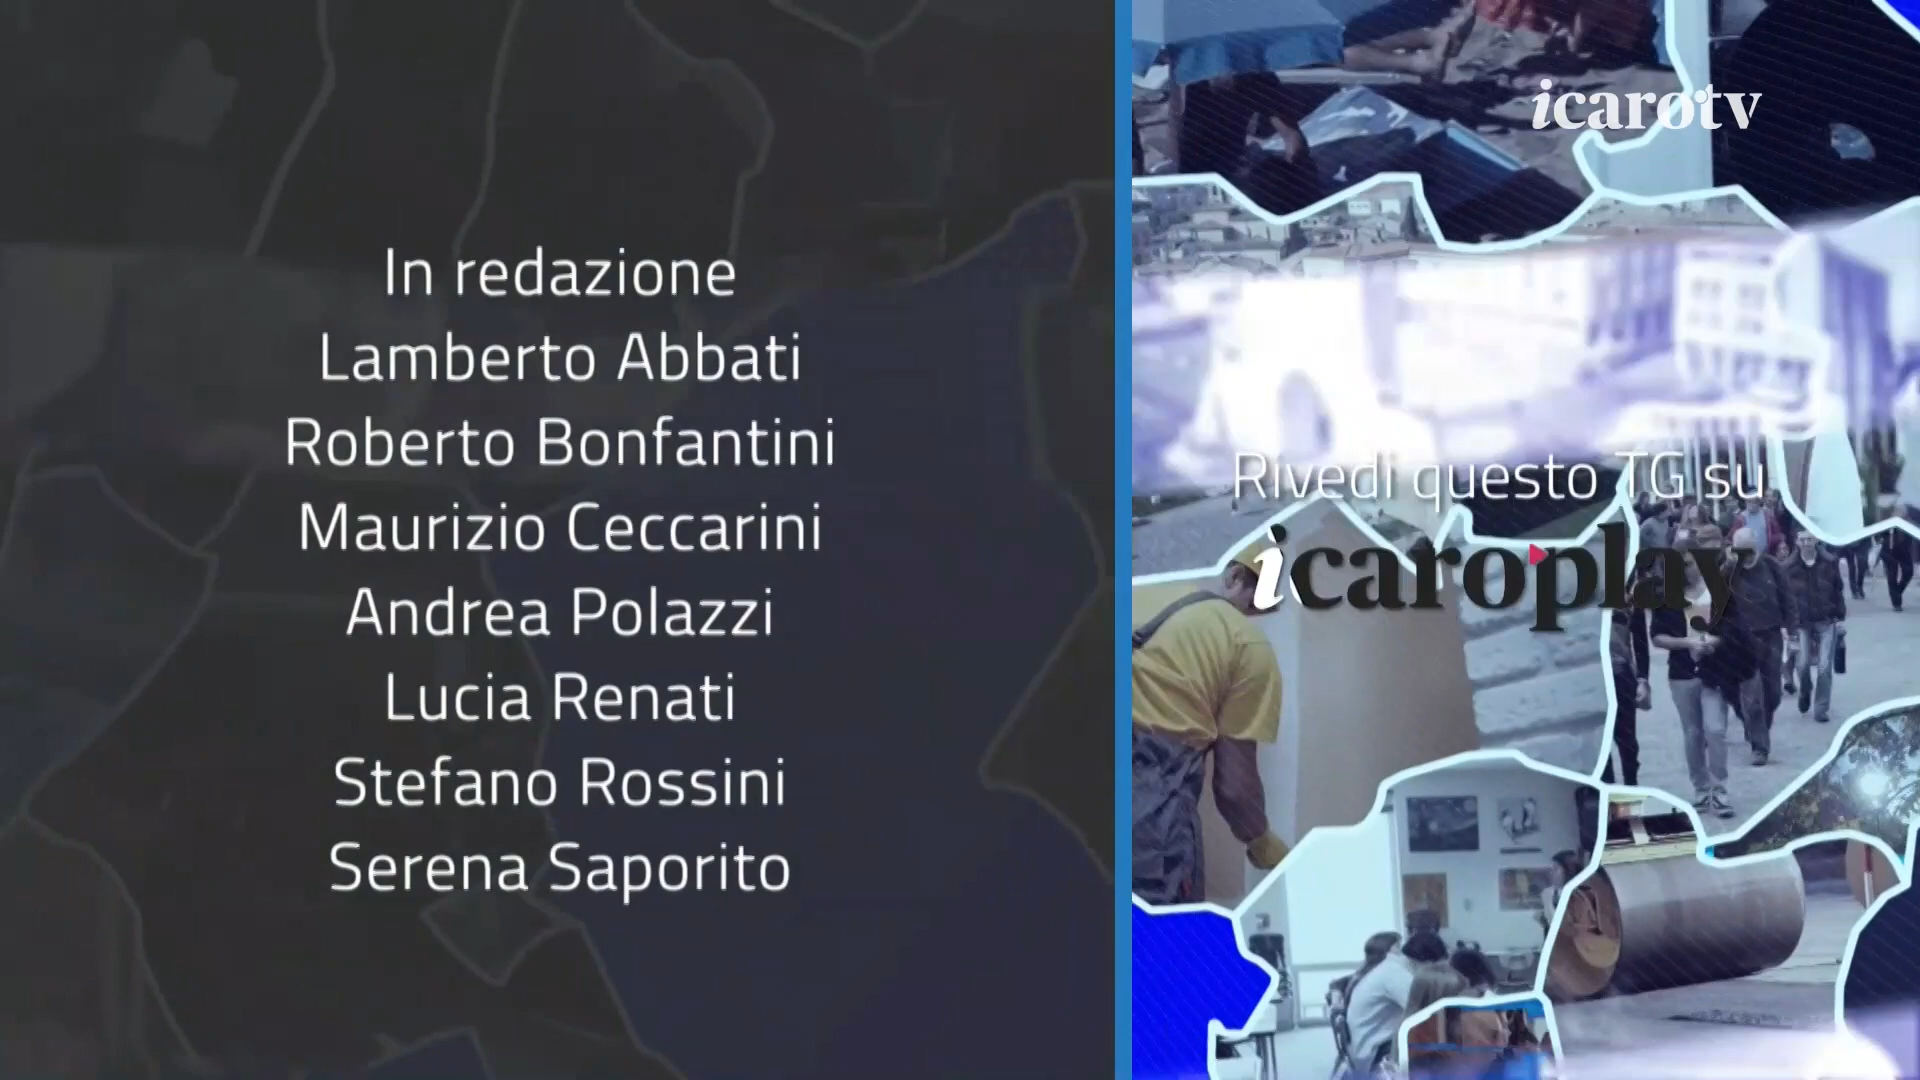 In redazione
Lamberto Abbati
Roberto Bonfantini
Maurizio Ceccarini
Andrea Polazzi
Lucia Renati
Stefano Rossini
Serena Saporito
icarotv
Rivedi questo TG su
icaroplay